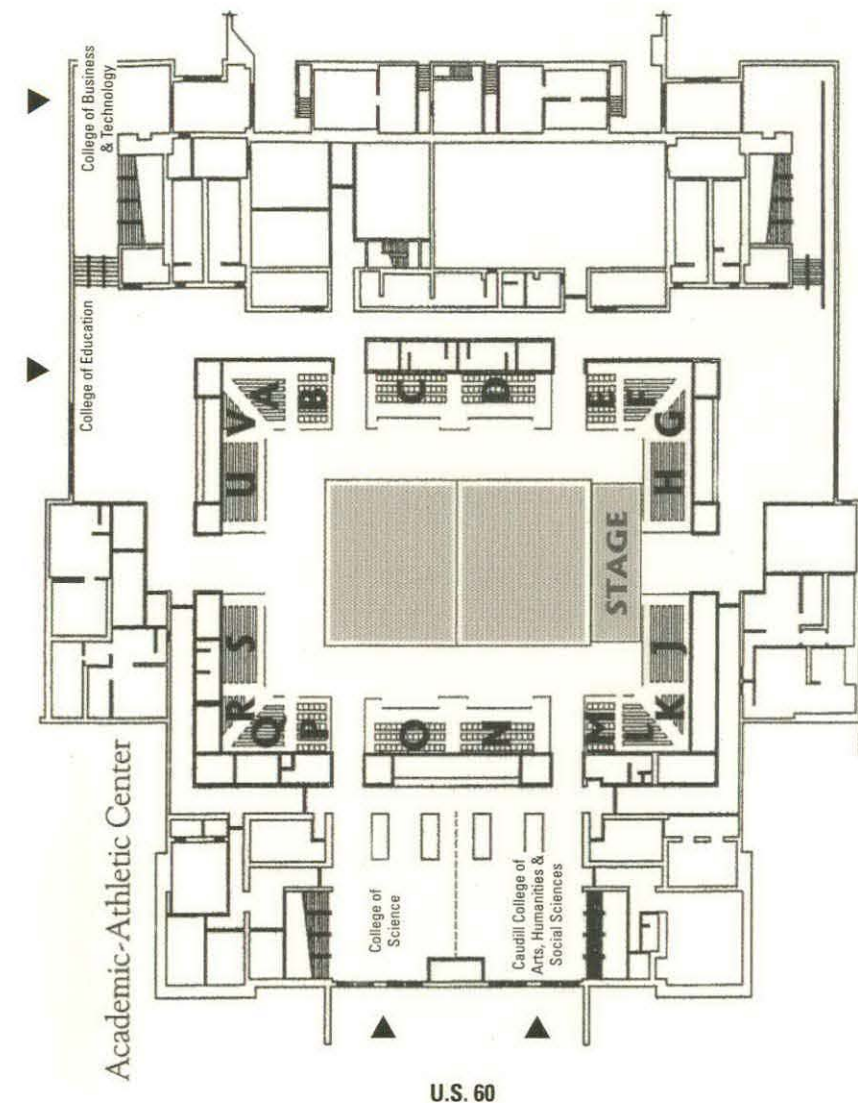 Academic-Athletic Center
College of Business
& Technology
College of Education
V
A
B
C
D
E
F
G
U
H
STAGE
S
J
R
Q
P
O
N
M
L
K
College of
Science
Caudill College of
Arts, Humanities &
Social Sciences
U.S. 60